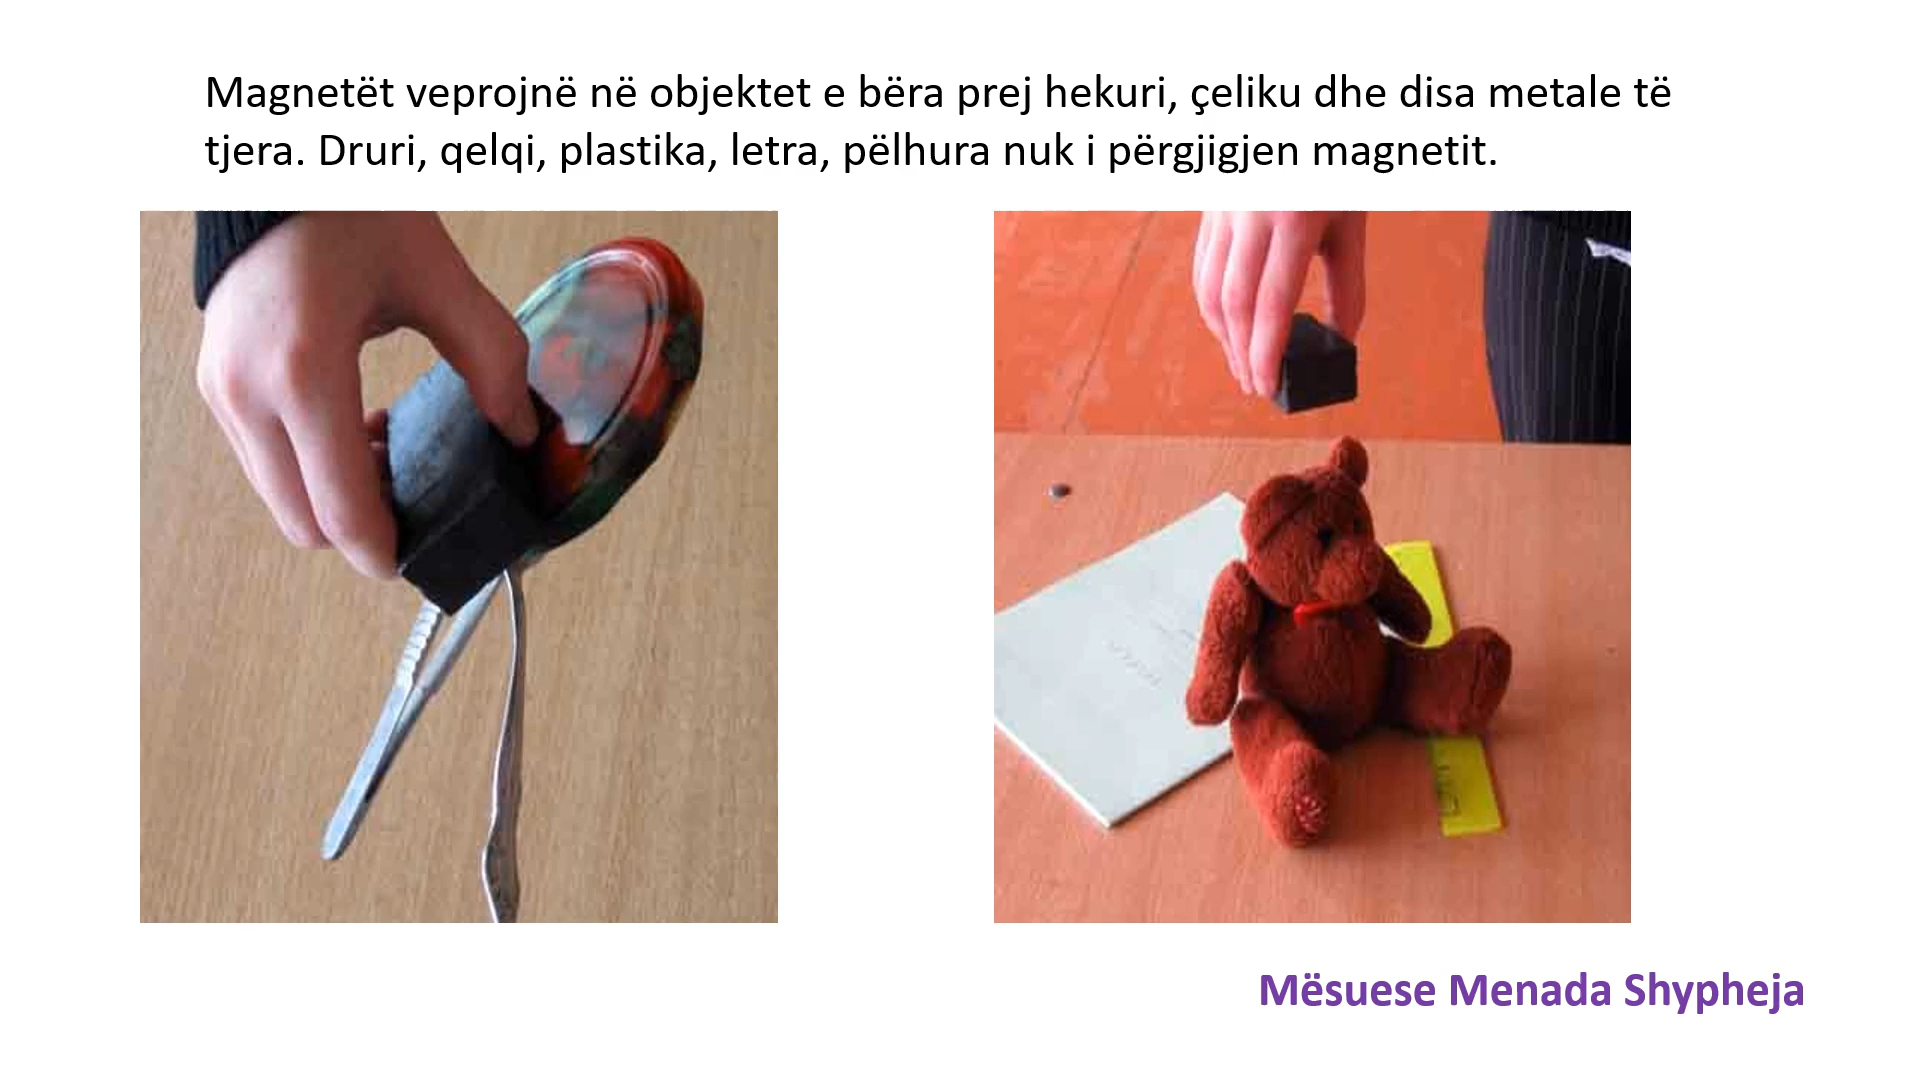 Magnetët veprojnë në objektet e bëra prej hekuri, çeliku dhe disa metale të
tjera. Druri, qelqi, plastika, letra, pëlhura nuk i përgjigjen magnetit.
Mësuese Menada Shypheja